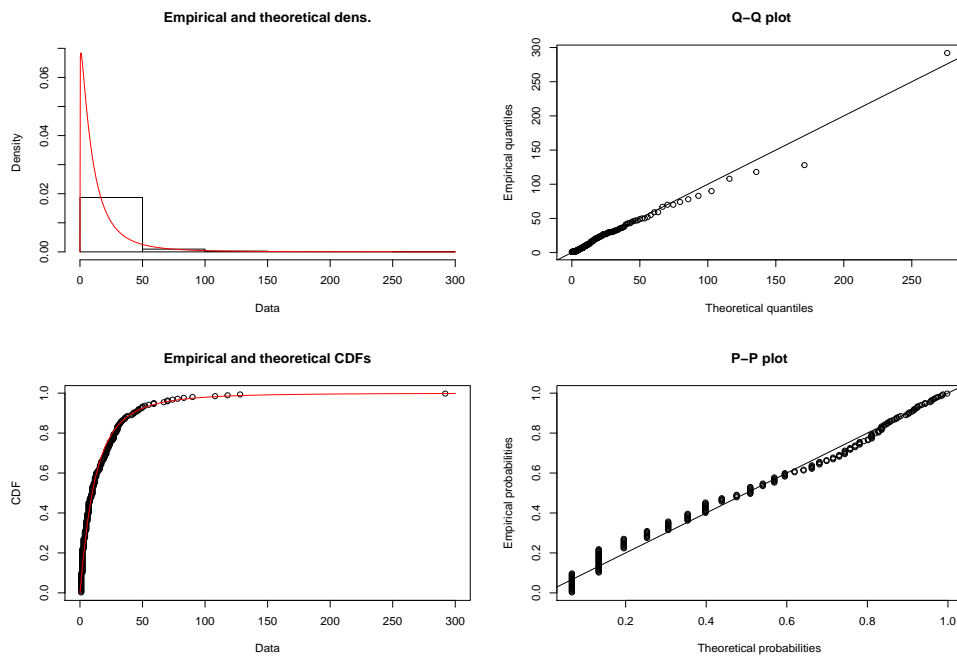 Empirical and theoretical dens.
Density
0.00 0.02 0.04 0.06
0 50 100 150 200 250 300
Data
Q−Q plot
Empirical quantiles
0 50 100 150 200 250 300
0 50 100 150 200 250
Theoretical quantiles
Empirical and theoretical CDFs
CDF
0.0 0.2 0.4 0.6 0.8 1.0
0 50 100 150 200 250 300
Data
P−P plot
Empirical probabilities
0.0 0.2 0.4 0.6 0.8 1.0
0.2 0.4 0.6 0.8 1.0
Theoretical probabilities